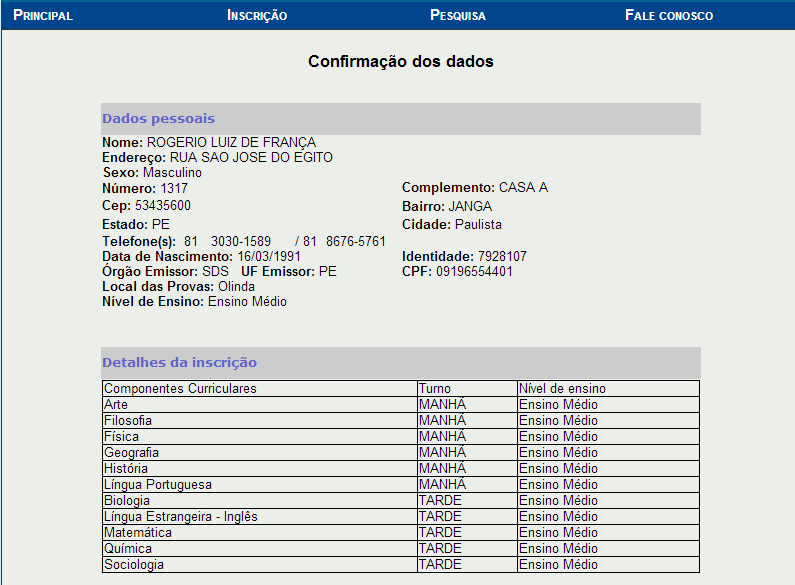 PRINCIPAL INSCRIÇÃO PESQUISA FALE CONOSCO
Confirmação dos dados
Dados pessoais
Nome: ROGERIO LUIZ DE FRANÇA
Endereço: RUA SAO JOSE DO EGITO
Sexo: Masculino
Número: 1317 Complemento: CASA A
Cep: 53435600 Bairro: JANGA
Estado: PE Cidade: Paulista
Telefone(s): 81 3030-1589 / 81 8676-5761
Data de Nascimento: 16/03/1991 Identidade: 7928107
Órgão Emissor: SDS UF Emissor: PE CPF: 09196554401
Local das Provas: Olinda
Nível de Ensino: Ensino Médio
Detalhes da inscrição
Componentes Curriculares Turno Nível de ensino
Arte MANHÃ Ensino Médio
Filosofia MANHÃ Ensino Médio
Física MANHÃ Ensino Médio
Geografia MANHÃ Ensino Médio
História MANHÃ Ensino Médio
Língua Portuguesa MANHÃ Ensino Médio
Biologia TARDE Ensino Médio
Língua Estrangeira - Inglês TARDE Ensino Médio
Matemática TARDE Ensino Médio
Química TARDE Ensino Médio
Sociologia TARDE Ensino Médio